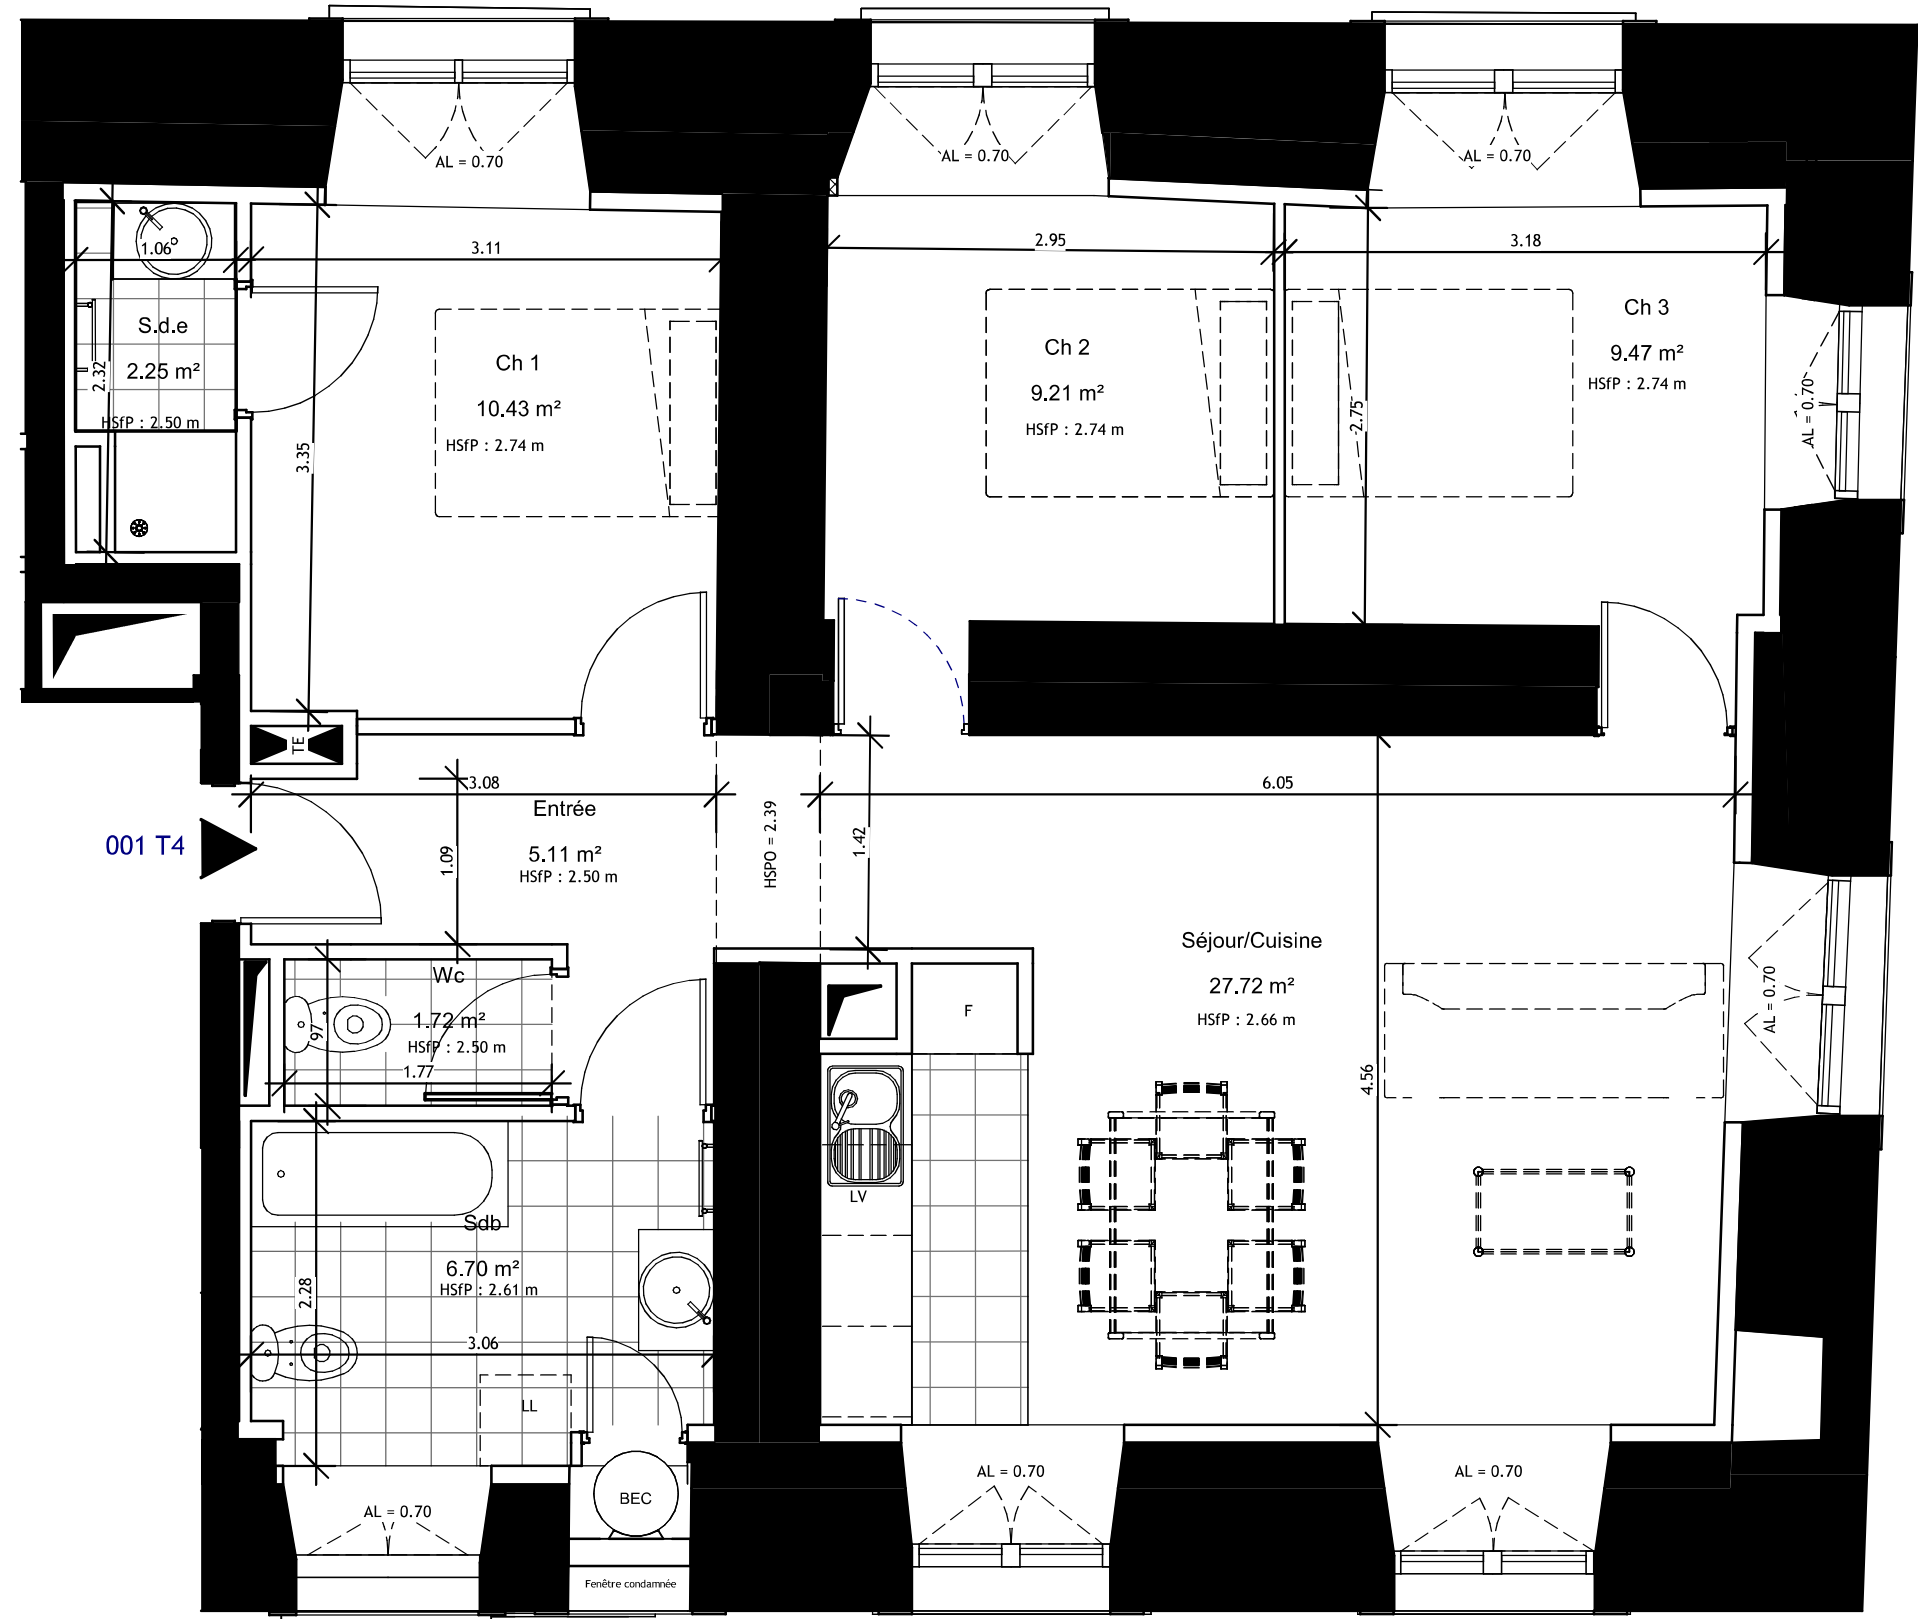 AL = 0.70
AL = 0.70
AL = 0.70
1.06
3.11
2.95
3.18
S.d.e
2.25 m²
HSfP : 2.50 m
2.32
Ch 1
10.43 m²
HSfP : 2.74 m
3.35
Ch 2
9.21 m²
HSfP : 2.74 m
2.75
Ch 3
9.47 m²
HSfP : 2.74 m
AL = 0.70
TE
3.08
6.05
001 T4
Entrée
5.11 m²
HSfP : 2.50 m
1.09
HSPO = 2.39
1.42
Wc
1.72 m²
HSfP : 2.50 m
97
1.77
F
Séjour/Cuisine
27.72 m²
HSfP : 2.66 m
4.56
AL = 0.70
LV
Sdb
6.70 m²
HSfP : 2.61 m
2.28
3.06
LL
BEC
AL = 0.70
AL = 0.70
AL = 0.70
Fenêtre condamnée